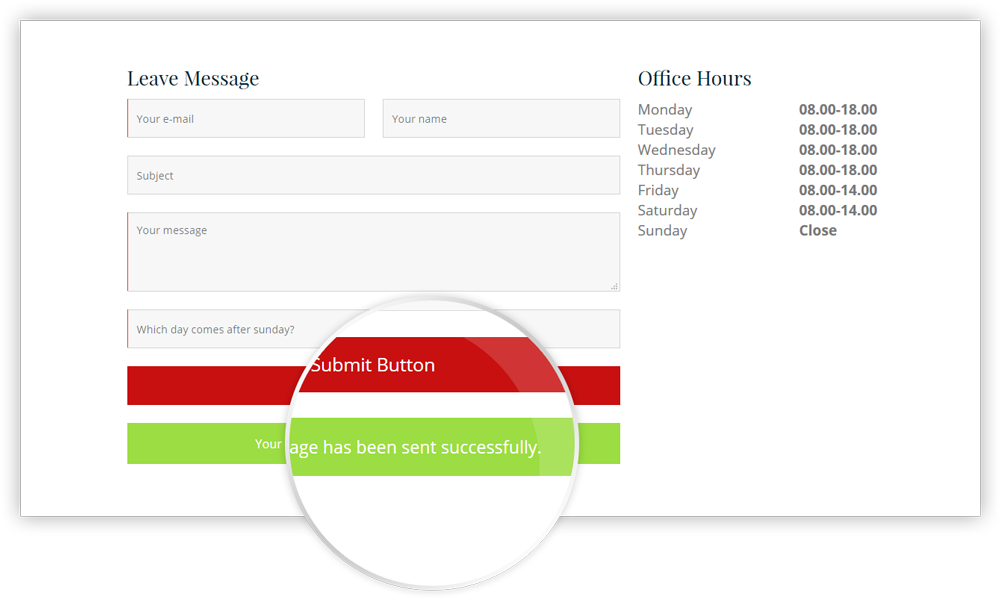 Leave Message
Your e-mail
Your name
Subject
Your message
Which day comes after sunday?
Submit Button
Your age has been sent successfully.
Office Hours
Monday 08.00-18.00
Tuesday 08.00-18.00
Wednesday 08.00-18.00
Thursday 08.00-18.00
Friday 08.00-14.00
Saturday 08.00-14.00
Sunday Close